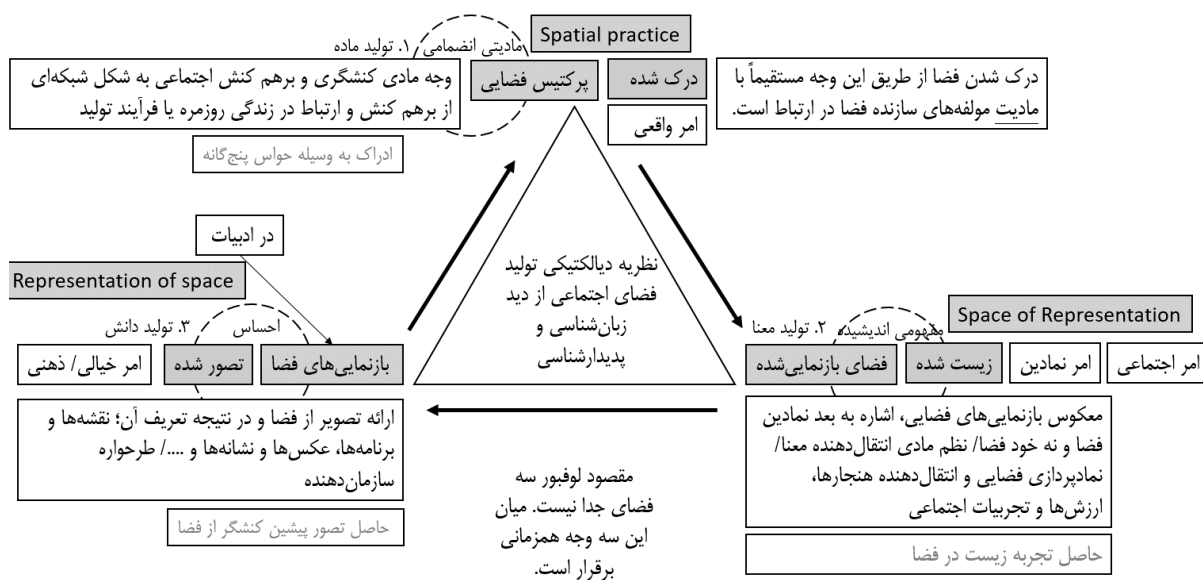 Spatial practice
مادیتی انضمامی
۱. تولید ماده
پرکتیس فضایی
درک شده
امر واقعی
درک شدن فضا از طریق این وجه مستقیماً با
مادیت مولفه‌های سازنده فضا در ارتباط است.
وجه مادی کنشگری و برهم کنش اجتماعی به شکل شبکه‌ای
از برهم کنش و ارتباط در زندگی روزمره یا فرآیند تولید
ادراک به وسیله حواس پنج‌گانه
نظریه دیالکتیکی تولید
فضای اجتماعی از دید
زبان‌شناسی و
پدیدارشناسی
Space of Representation
مفهومی اندیشیده
۲. تولید معنا
فضای بازنمایی‌شده
زیست شده
امر نمادین
امر اجتماعی
معکوس بازنمایی‌های فضایی، اشاره به بعد نمادین
فضا و نه خود فضا/ نظم مادی انتقال‌دهنده معنا/
نمادپردازی فضایی و انتقال‌دهنده هنجارها،
ارزش‌ها و تجربیات اجتماعی
حاصل تجربه زیست در فضا
در ادبیات
Representation of space
احساس
۳. تولید دانش
بازنمایی‌های فضا
تصور شده
امر خیالی/ ذهنی
ارائه تصویر از فضا و در نتیجه تعریف آن؛ نقشه‌ها و
برنامه‌ها، عکس‌ها و نشانه‌ها و ..../ طرحواره
سازمان‌دهنده
حاصل تصور پیشین کنشگر از فضا
مقصود لوفبور سه
فضای جدا نیست. میان
این سه وجه همزمانی
برقرار است.